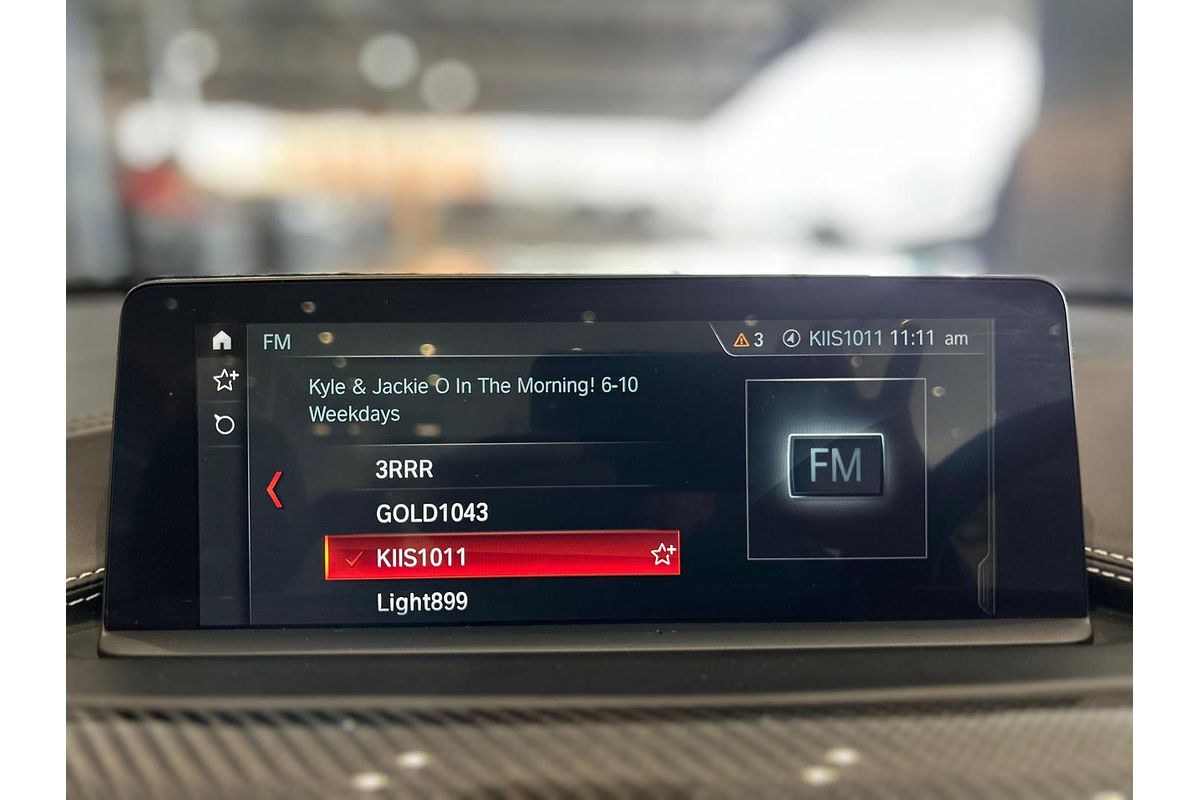 FM
3 KIIS1011 11:11 am
Kyle & Jackie O In The Morning! 6-10
Weekdays
3RRR
GOLD1043
KIIS1011
Light899
FM